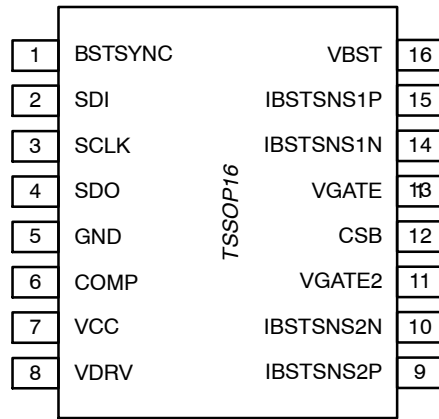 1 BSTSYNC
2 SDI
3 SCLK
4 SDO
5 GND
6 COMP
7 VCC
8 VDRV
TSSOP16
VBST 16
IBSTSNS1P 15
IBSTSNS1N 14
VGATE 13
CSB 12
VGATE2 11
IBSTSNS2N 10
IBSTSNS2P 9